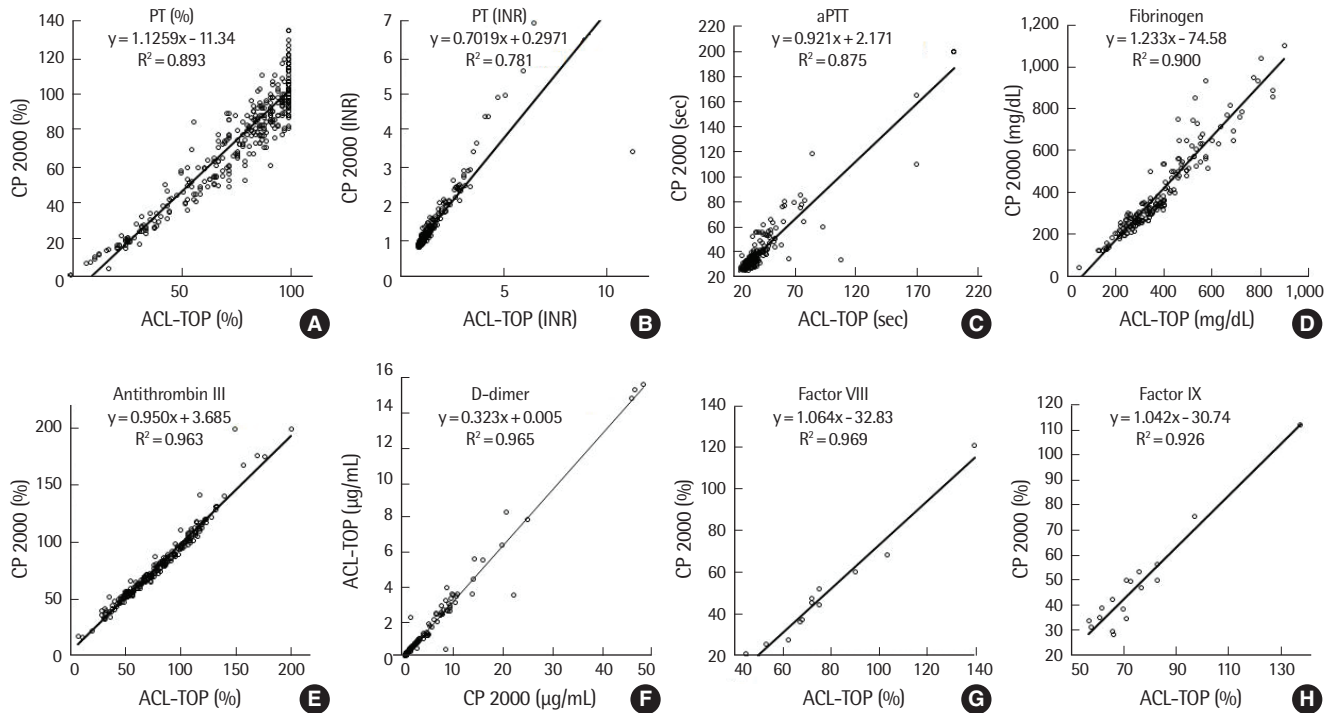 PT (%)
y=1.1259x-11.34
R² =0.893
CP 2000 (%)
140
120
100
80
60
40
20
0
50
100
ACL-TOP (%)
A
PT (INR)
y=0.7019x+0.2971
R² =0.781
CP 2000 (INR)
7
6
5
4
3
2
1
0
5
10
ACL-TOP (INR)
B
aPTT
y=0.921x+2.171
R² =0.875
CP 2000 (sec)
220
200
180
160
140
120
100
80
60
40
20
20
70
120
170
220
ACL-TOP (sec)
C
Fibrinogen
y=1.233x-74.58
R² =0.900
CP 2000 (mg/dL)
1,200
1,000
800
600
400
200
0
0
200
400
600
800
1,000
ACL-TOP (mg/dL)
D
Antithrombin III
y=0.950x+3.685
R² =0.963
CP 2000 (%)
200
150
100
50
0
0
50
100
150
200
ACL-TOP (%)
E
D-dimer
y=0.323x+0.005
R² =0.965
ACL-TOP (μg/mL)
16
14
12
10
8
6
4
2
0
0
10
20
30
40
50
CP 2000 (μg/mL)
F
Factor VIII
y=1.064x-32.83
R² =0.969
CP 2000 (%)
140
120
100
80
60
40
20
40
60
80
100
120
140
ACL-TOP (%)
G
Factor IX
y=1.042x-30.74
R² =0.926
CP 2000 (%)
120
110
100
90
80
70
60
50
40
30
20
50
70
90
110
130
ACL-TOP (%)
H